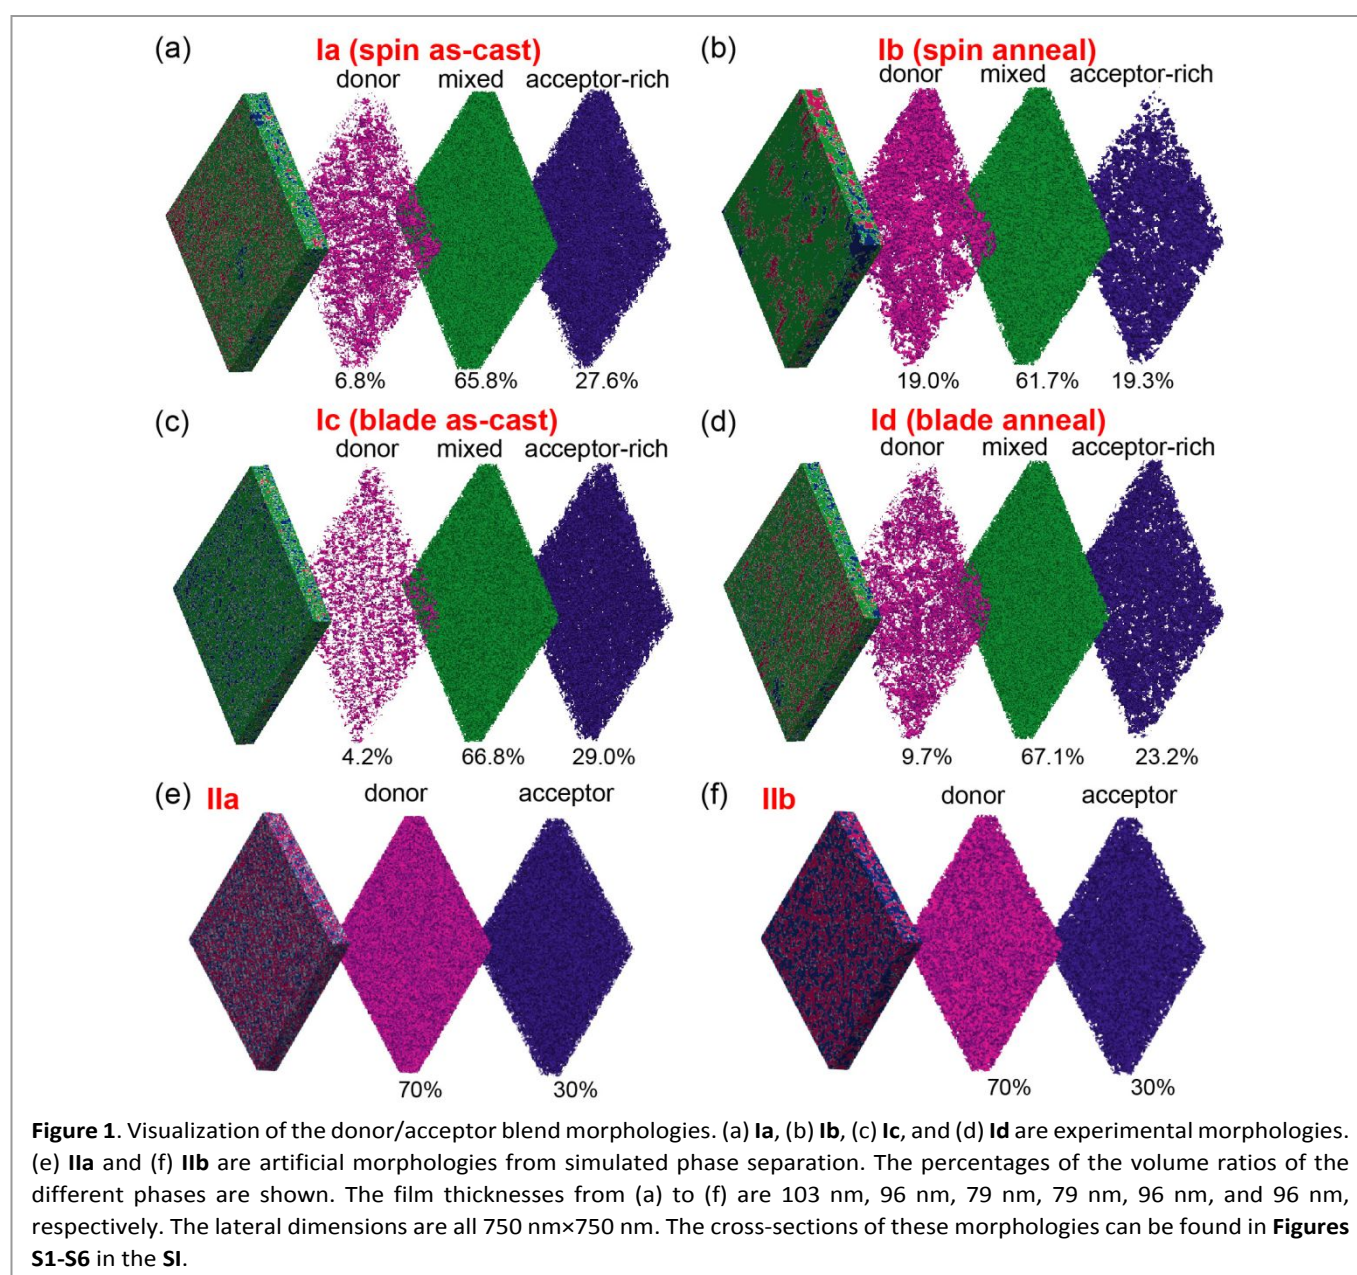 (a) Ia (spin as-cast)
donor mixed acceptor-rich
6.8% 65.8% 27.6%
(b) Ib (spin anneal)
donor mixed acceptor-rich
19.0% 61.7% 19.3%
(c) Ic (blade as-cast)
donor mixed acceptor-rich
4.2% 66.8% 29.0%
(d) Id (blade anneal)
donor mixed acceptor-rich
9.7% 67.1% 23.2%
(e) IIa donor acceptor
70% 30%
(f) IIb donor acceptor
70% 30%
Figure 1. Visualization of the donor/acceptor blend morphologies. (a) Ia, (b) Ib, (c) Ic, and (d) Id are experimental morphologies.
(e) IIa and (f) IIb are artificial morphologies from simulated phase separation. The percentages of the volume ratios of the
different phases are shown. The film thicknesses from (a) to (f) are 103 nm, 96 nm, 79 nm, 79 nm, 96 nm, and 96 nm,
respectively. The lateral dimensions are all 750 nm×750 nm. The cross-sections of these morphologies can be found in Figures
S1-S6 in the SI.